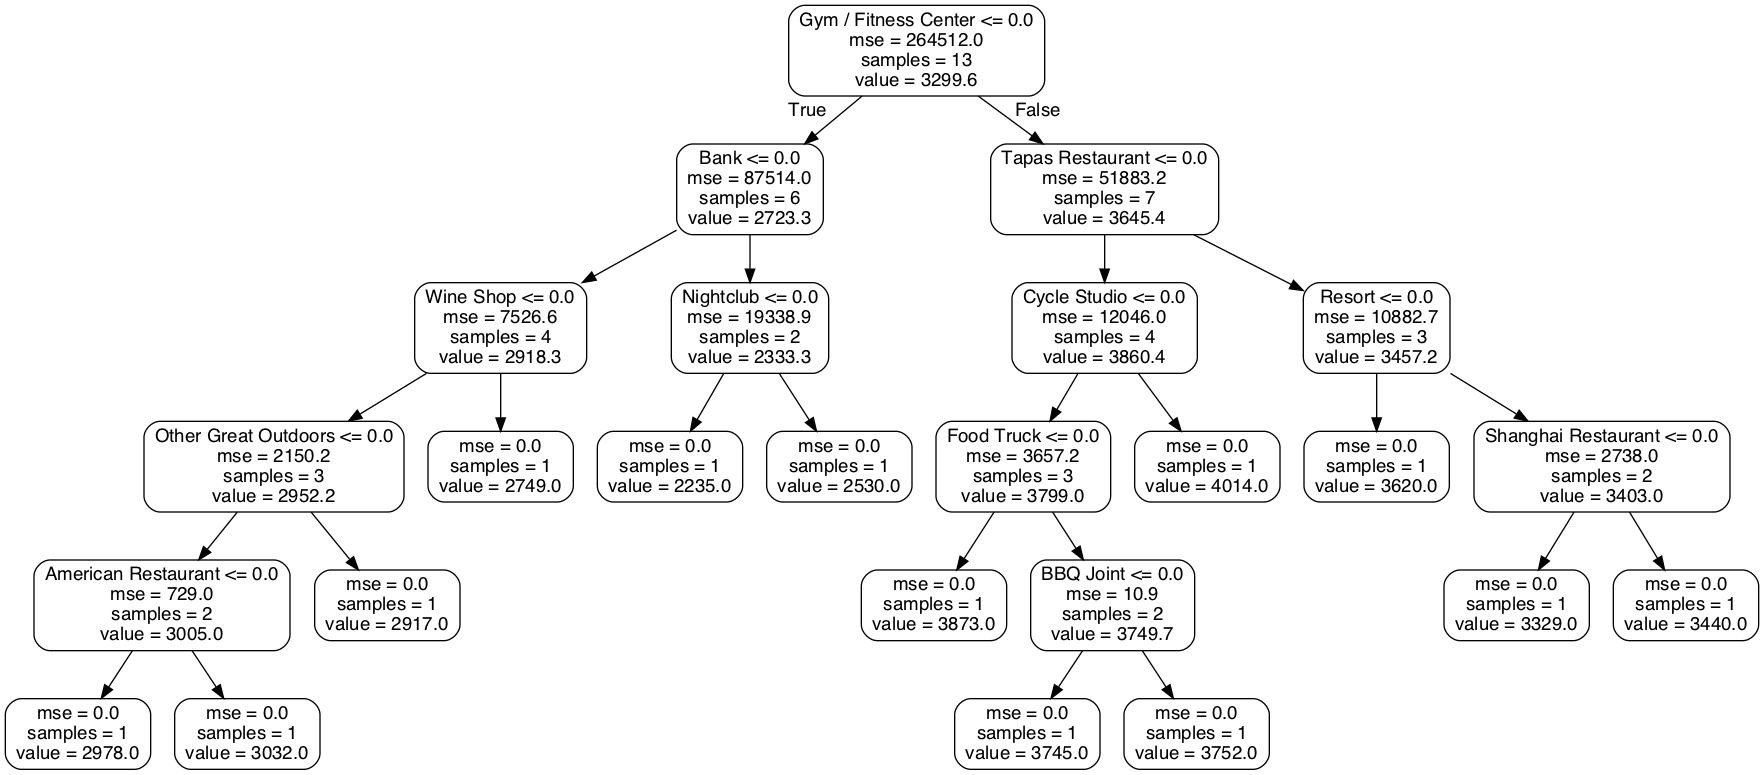 Gym / Fitness Center <= 0.0
mse = 264512.0
samples = 13
value = 3299.6
True
False
Bank <= 0.0
mse = 87514.0
samples = 6
value = 2723.3
Tapas Restaurant <= 0.0
mse = 51883.2
samples = 7
value = 3645.4
Wine Shop <= 0.0
mse = 7526.6
samples = 4
value = 2918.3
Nightclub <= 0.0
mse = 19338.9
samples = 2
value = 2333.3
Cycle Studio <= 0.0
mse = 12046.0
samples = 4
value = 3860.4
Resort <= 0.0
mse = 10882.7
samples = 3
value = 3457.2
Other Great Outdoors <= 0.0
mse = 2150.2
samples = 3
value = 2952.2
mse = 0.0
samples = 1
value = 2749.0
mse = 0.0
samples = 1
value = 2235.0
mse = 0.0
samples = 1
value = 2530.0
Food Truck <= 0.0
mse = 3657.2
samples = 3
value = 3799.0
mse = 0.0
samples = 1
value = 4014.0
mse = 0.0
samples = 1
value = 3620.0
Shanghai Restaurant <= 0.0
mse = 2738.0
samples = 2
value = 3403.0
American Restaurant <= 0.0
mse = 729.0
samples = 2
value = 3005.0
mse = 0.0
samples = 1
value = 2917.0
mse = 0.0
samples = 1
value = 3873.0
BBQ Joint <= 0.0
mse = 10.9
samples = 2
value = 3749.7
mse = 0.0
samples = 1
value = 3329.0
mse = 0.0
samples = 1
value = 3440.0
mse = 0.0
samples = 1
value = 2978.0
mse = 0.0
samples = 1
value = 3032.0
mse = 0.0
samples = 1
value = 3745.0
mse = 0.0
samples = 1
value = 3752.0